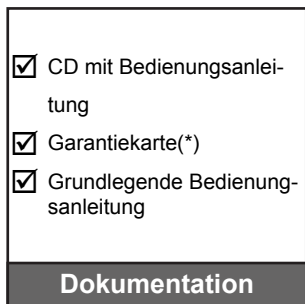 ☑ CD mit Bedienungsanlei-
tung
☑ Garantiekarte(*)
☑ Grundlegende Bedienung-
sanleitung
Dokumentation